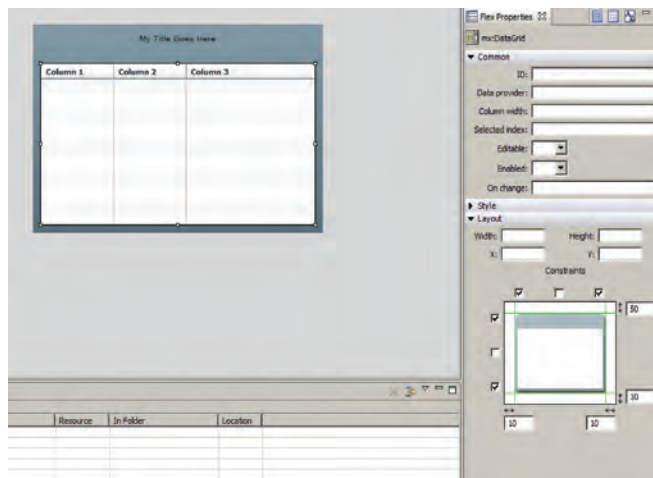 My Title Goes Here
Column 1 Column 2 Column 3
Resource In Folder Location
Flex Properties
mx:DataGrid
Common
ID:
Data provider:
Column width:
Selected index:
Editable:
Enabled:
On change:
Style
Layout
Width: Height:
X: Y:
Constraints
50
10
10 10